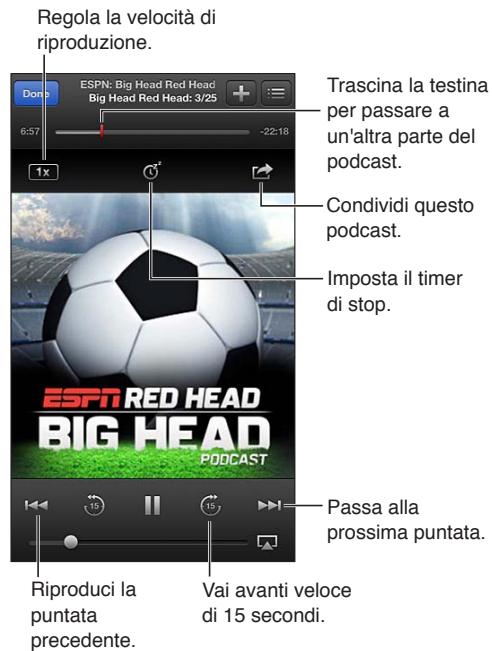 Regola la velocità di
riproduzione.
Done
ESPN: Big Head Red Head
Big Head Red Head: 3/25
6:57
-22:18
1x
Trascina la testina
per passare a
un'altra parte del
podcast.
Condividi questo
podcast.
Imposta il timer
di stop.
ESPN RED HEAD
BIG HEAD
PODCAST
15
15
Passa alla
prossima puntata.
Riproduci la
puntata
precedente.
Vai avanti veloce
di 15 secondi.